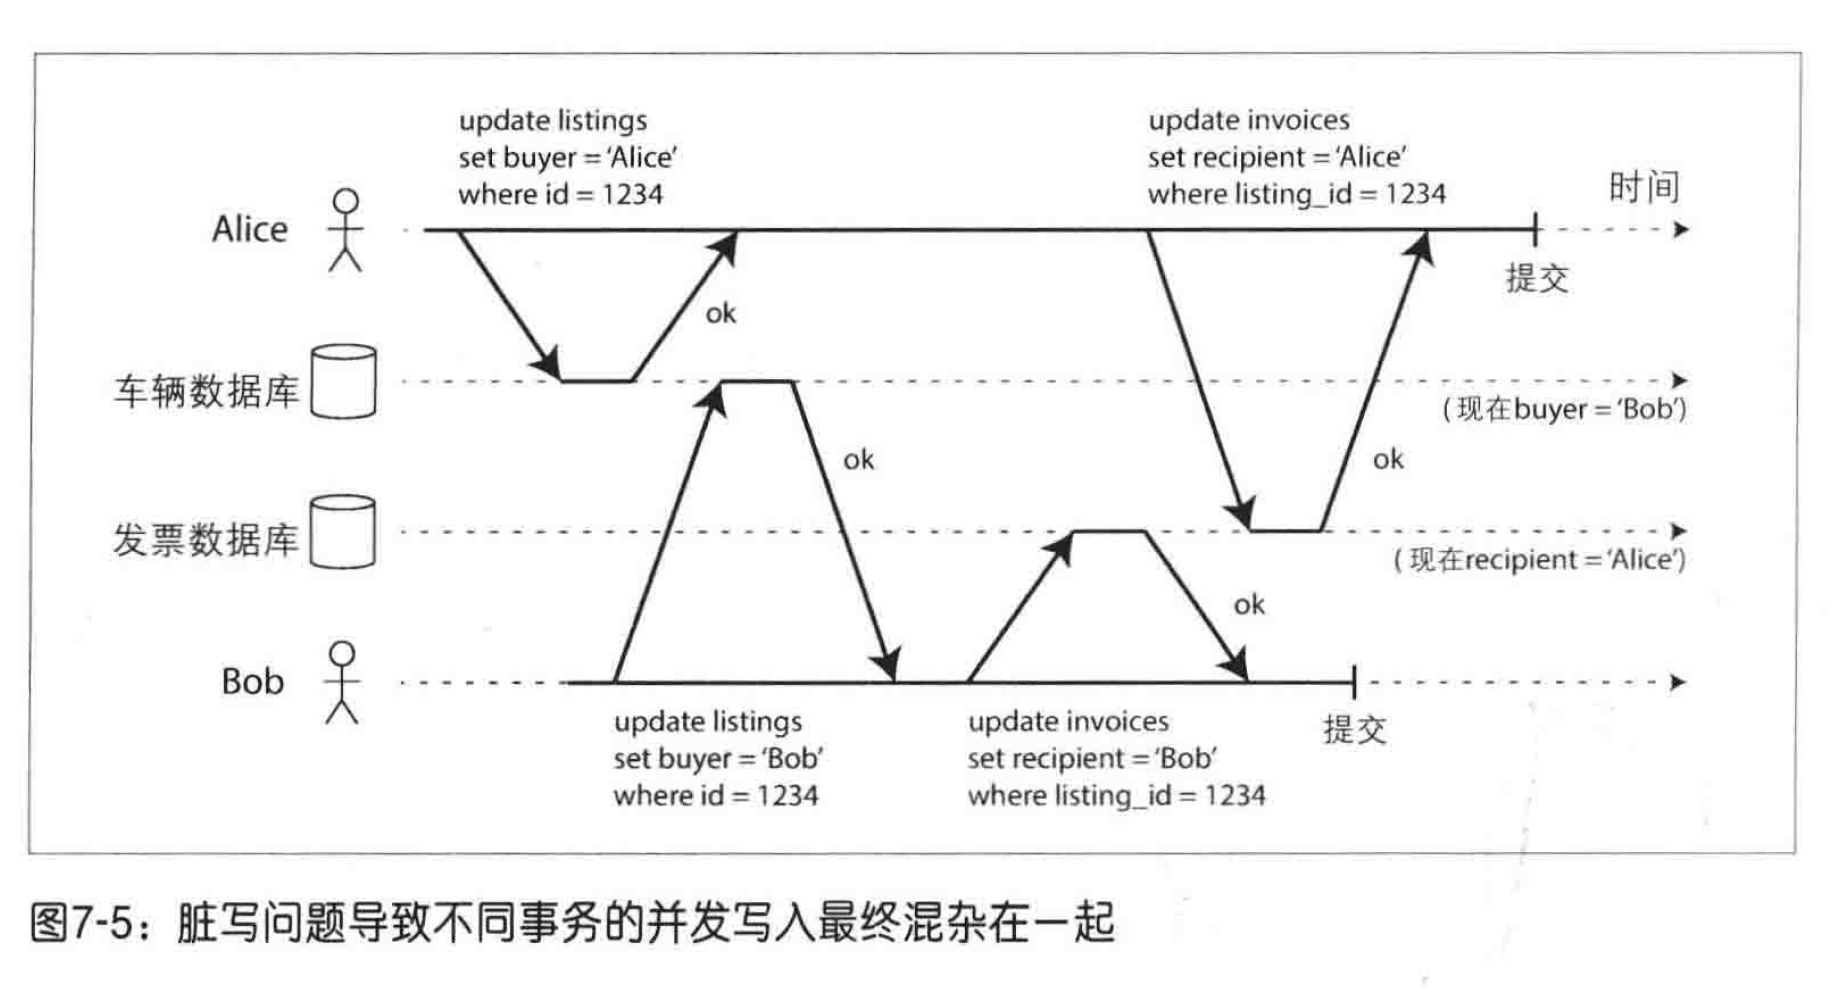 update listings
set buyer = 'Alice'
where id = 1234
update invoices
set recipient = 'Alice'
where listing_id = 1234
时间
Alice
提交
ok
车辆数据库
(现在buyer = 'Bob')
ok
ok
发票数据库
(现在recipient = 'Alice')
ok
Bob
update listings
set buyer = 'Bob'
where id = 1234
update invoices
set recipient = 'Bob'
where listing_id = 1234
提交
图7-5：脏写问题导致不同事务的并发写入最终混杂在一起